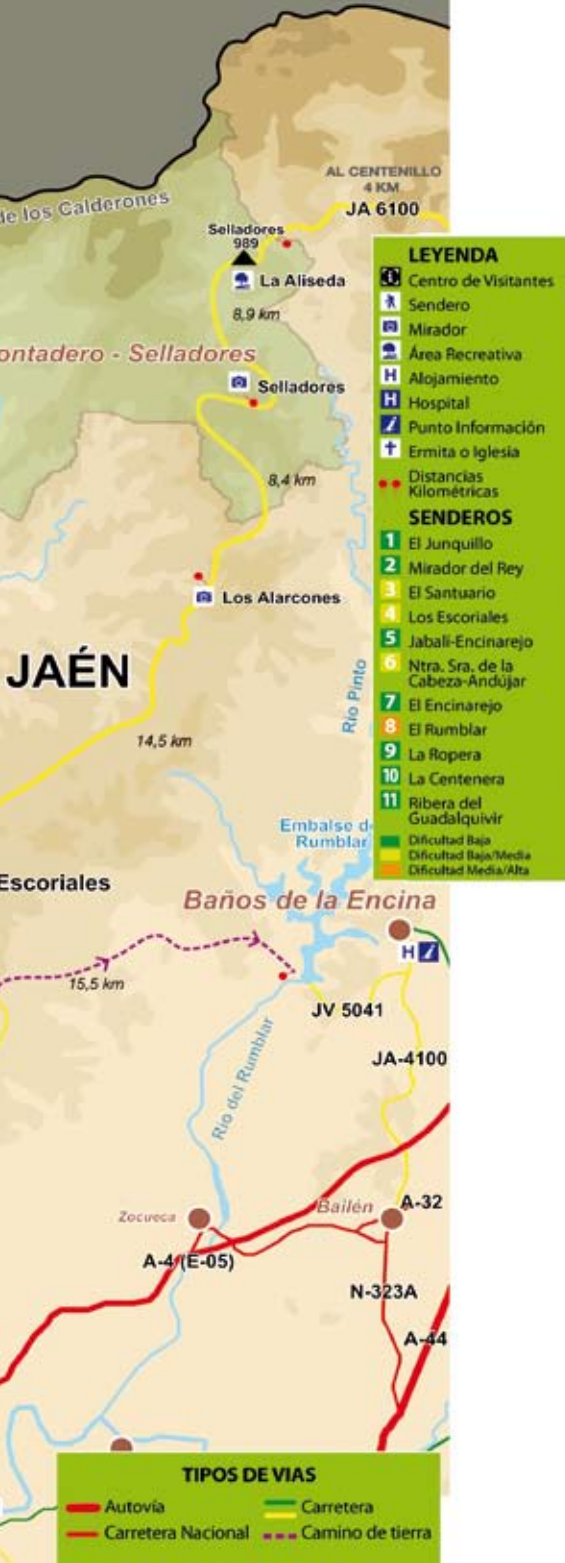 de los Calderones
AL CENTENILLO
4 KM
JA 6100
Selladores
989
La Aliseda
8,9 km
ontadero - Selladores
Selladores
8,4 km
Los Alarcones
JAÉN
Río Pinto
14,5 km
Embalse d
Rumblar
Escoriales
Baños de la Encina
H
15,5 km
JV 5041
Río del Rumblar
JA-4100
Zocueca
Bailén
A-32
A-4 (E-05)
N-323A
A-44
LEYENDA
Centro de Visitantes
Sendero
Mirador
Área Recreativa
H Alojamiento
H Hospital
Punto Información
Ermita o Iglesia
Distancias
Kilométricas
SENDEROS
1 El Junquillo
2 Mirador del Rey
3 El Santuario
4 Los Escoriales
5 Jabalí-Encinarejo
6 Ntra. Sra. de la
Cabeza-Andújar
7 El Encinarejo
8 El Rumblar
9 La Ropera
10 La Centenera
11 Ribera del
Guadalquivir
Dificultad Baja
Dificultad Baja/Media
Dificultad Media/Alta
TIPOS DE VIAS
Autovía
Carretera
Carretera Nacional
Camino de tierra